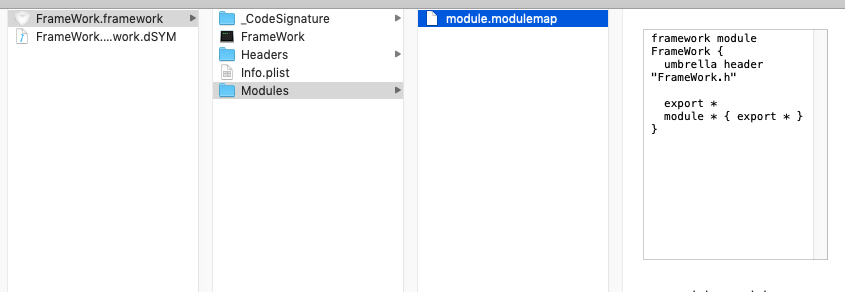 FrameWork.framework
FrameWork....work.dSYM
_CodeSignature
FrameWork
Headers
Info.plist
Modules
module.modulemap
framework module
FrameWork {
  umbrella header
"FrameWork.h"

  export *
  module * { export * }
}